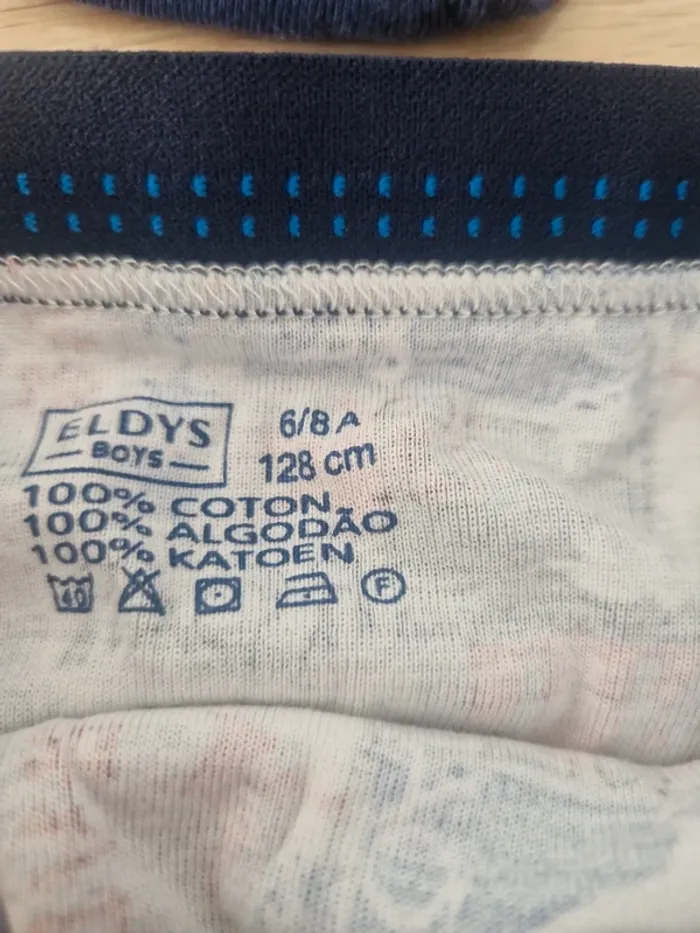 ELDYS
BOYS
6/8 A
128 cm
100% COTON
100% ALGODÃO
100% KATOEN
40
F